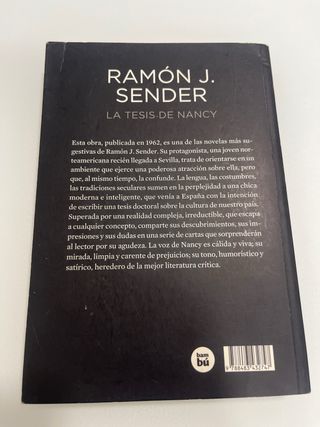 RAMÓN J.
SENDER
LA TESIS DE NANCY
Esta obra, publicada en 1962, es una de las novelas más su-
gestivas de Ramón J. Sender. Su protagonista, una joven nor-
teamericana recién llegada a Sevilla, trata de orientarse en un
ambiente que ejerce una poderosa atracción sobre ella, pero
que, al mismo tiempo, la confunde. La lengua, las costumbres,
las tradiciones seculares sumen en la perplejidad a una chica
moderna e inteligente, que venía a España con la intención
de escribir una tesis doctoral sobre la cultura de nuestro país.
Superada por una realidad compleja, irreductible, que escapa
a cualquier concepto, comparte sus descubrimientos, sus im-
presiones y sus dudas en una serie de cartas que sorprenderán
al lector por su agudeza. La voz de Nancy es cálida y viva; su
mirada, limpia y carente de prejuicios; su tono, humorístico y
satírico, heredero de la mejor literatura crítica.
bam
bú
9 788483 432747